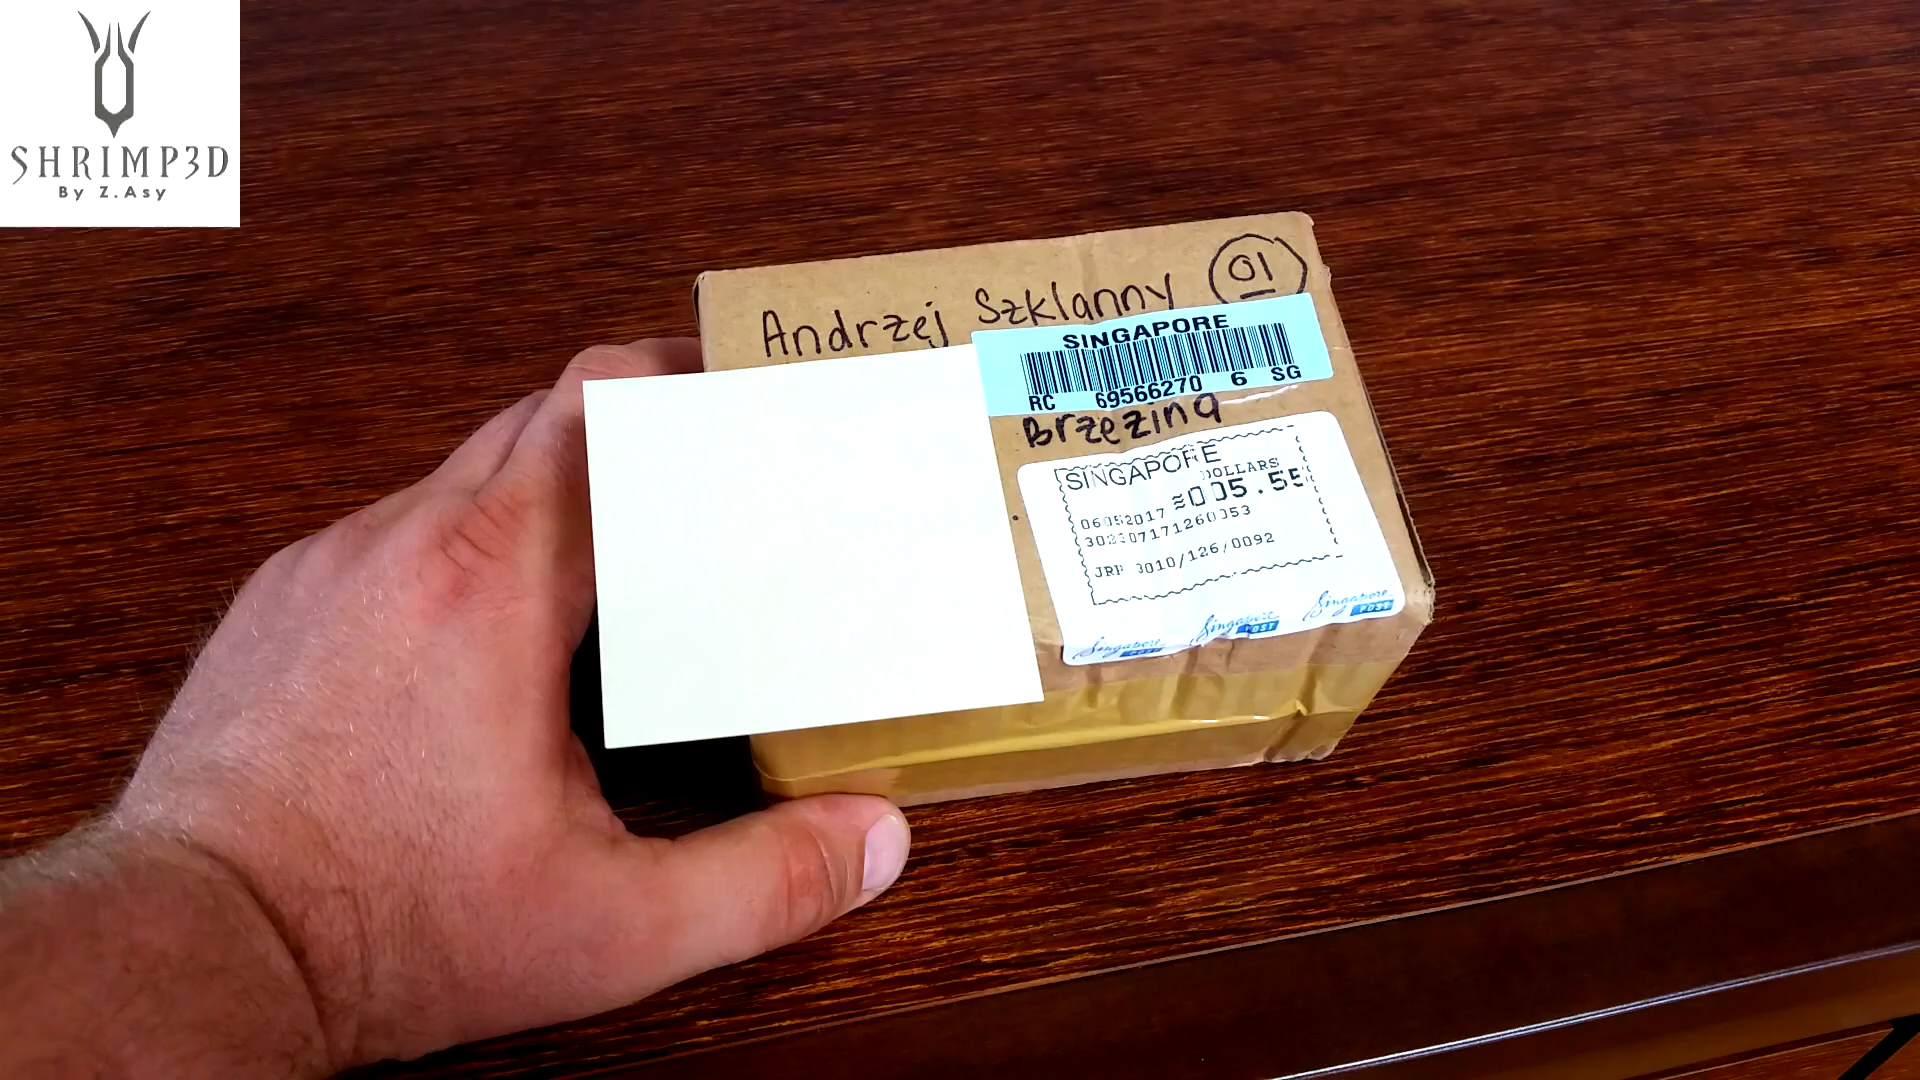 SHRIMP3D
By Z.Asy
Andrzej Szklanny 01
SINGAPORE
RC 69566270 6 SG
Brzezina
SINGAPORE
DOLLARS
≈005.55
06052017
JRP 3010/126/0092
Singapore POST
Singapore POST
Singapore POST